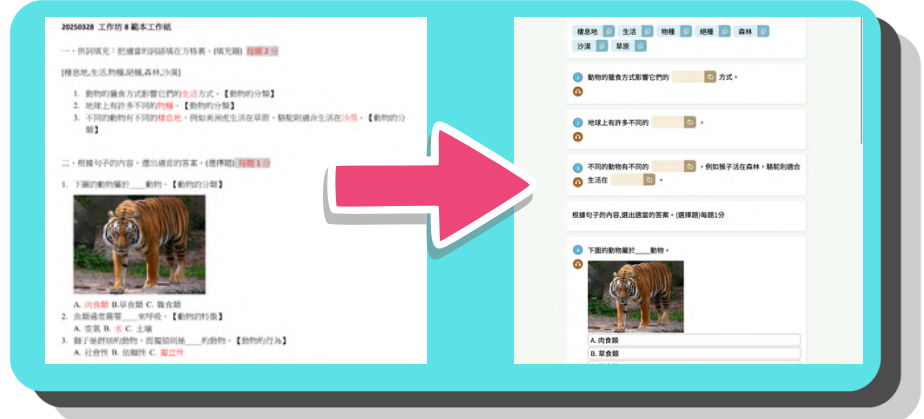 20250328 工作坊 8 範本工作紙
一、供詞填充：把適當的詞語填在方格裏。(填充題) 每題 2 分
[棲息地,生活,物種,絕種,森林,沙漠]
1. 動物的獵食方式影響它們的生活方式。【動物的分類】
2. 地球上有許多不同的物種。【動物的分類】
3. 不同的動物有不同的棲息地，例如美洲虎生活在草原，駱駝則適合生活在沙漠。【動物的分
類】
二、根據句子的內容，選出適當的答案。(選擇題) 每題 1 分
1. 下圖的動物屬於___動物。【動物的分類】
A. 肉食類 B.草食類 C. 雜食類
2. 魚類通常需要___來呼吸。【動物的特徵】
A. 空氣 B. 水 C. 土壤
3. 獅子是群居的動物，而獵豹則是___的動物。【動物的行為】
A. 社會性 B. 依賴性 C. 獨立性
棲息地 生活 物種 絕種 森林
沙漠 草原
動物的獵食方式影響它們的 方式。
地球上有許多不同的 。
不同的動物有不同的 ，例如猴子活在森林，駱駝則適合
生活在 。
根據句子的內容,選出適當的答案。(選擇題)每題1分
下圖的動物屬於___動物。
A. 肉食類
B. 草食類